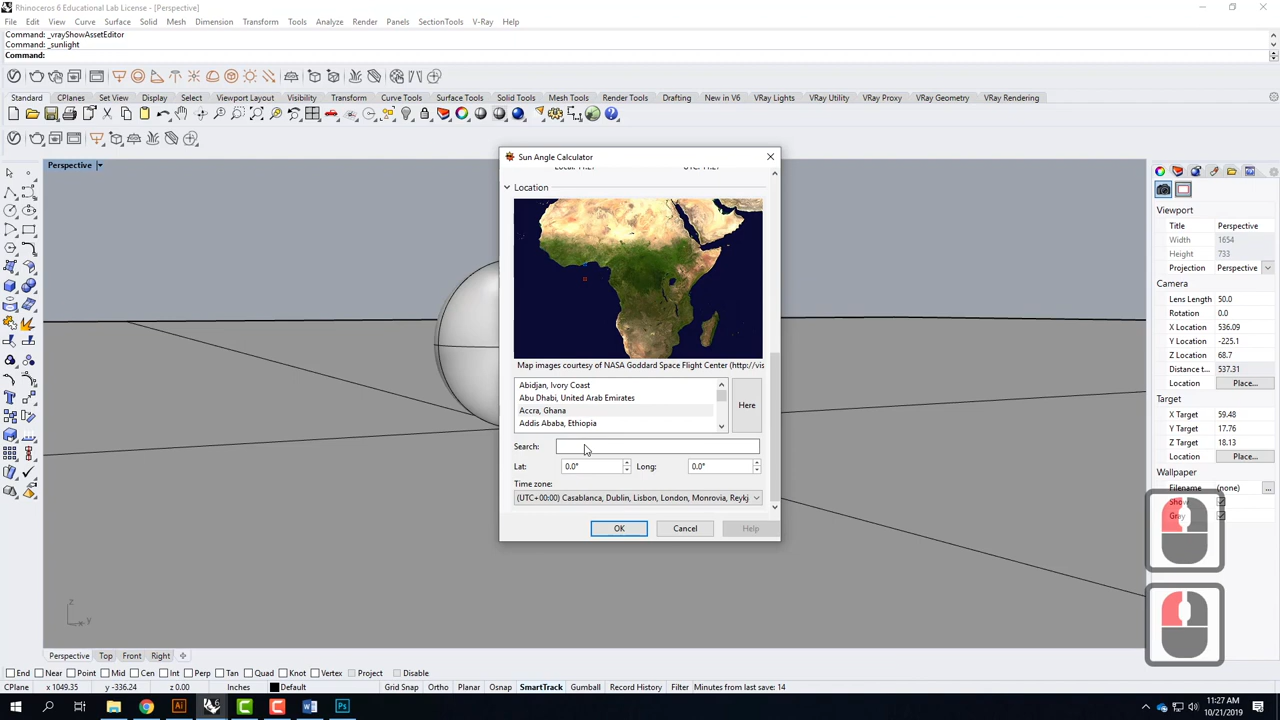 Rhinoceros 6 Educational Lab License - [Perspective]
File Edit View Curve Surface Solid Mesh Dimension Transform Tools Analyze Render Panels SectionTools V-Ray Help
Command: _vrayShowAssetEditor
Command: _sunlight
Command:
Standard CPlanes Set View Display Select Viewport Layout Visibility Transform Curve Tools Surface Tools Solid Tools Mesh Tools Render Tools Drafting New in V6 VRay Lights VRay Utility VRay Proxy VRay Geometry VRay Rendering
Perspective
Sun Angle Calculator
Location
Map images courtesy of NASA Goddard Space Flight Center (http://vis
Abidjan, Ivory Coast
Abu Dhabi, United Arab Emirates
Accra, Ghana
Addis Ababa, Ethiopia
Here
Search:
Lat: 0.0° Long: 0.0°
Time zone:
(UTC+00:00) Casablanca, Dublin, Lisbon, London, Monrovia, Reykj
OK Cancel Help
Viewport
Title Perspective
Width 1654
Height 733
Projection Perspective
Camera
Lens Length 50.0
Rotation 0.0
X Location 536.09
Y Location -225.1
Z Location 68.7
Distance t... 537.31
Location Place...
Target
X Target 59.48
Y Target 17.76
Z Target 18.13
Location Place...
Wallpaper
Filename (none) ...
Gray
z
y
Perspective Top Front Right
End Near Point Mid Cen Int Perp Tan Quad Knot Vertex Project Disable
CPlane x 1049.35 y -336.24 z 0.00 Inches Default Grid Snap Ortho Planar Osnap SmartTrack Gumball Record History Filter Minutes from last save: 14
11:27 AM
10/21/2019